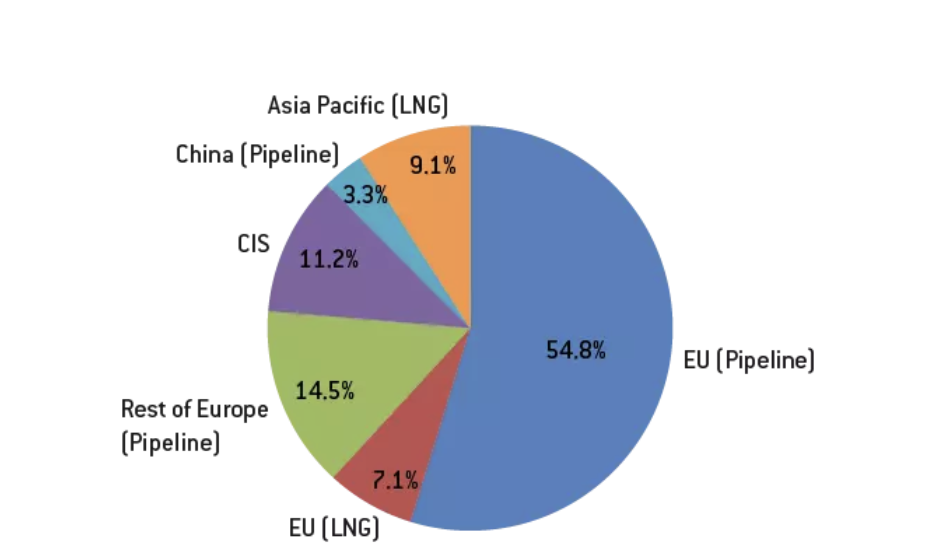 Asia Pacific (LNG)
9.1%
China (Pipeline)
3.3%
CIS
11.2%
54.8%
EU (Pipeline)
14.5%
Rest of Europe
(Pipeline)
7.1%
EU (LNG)